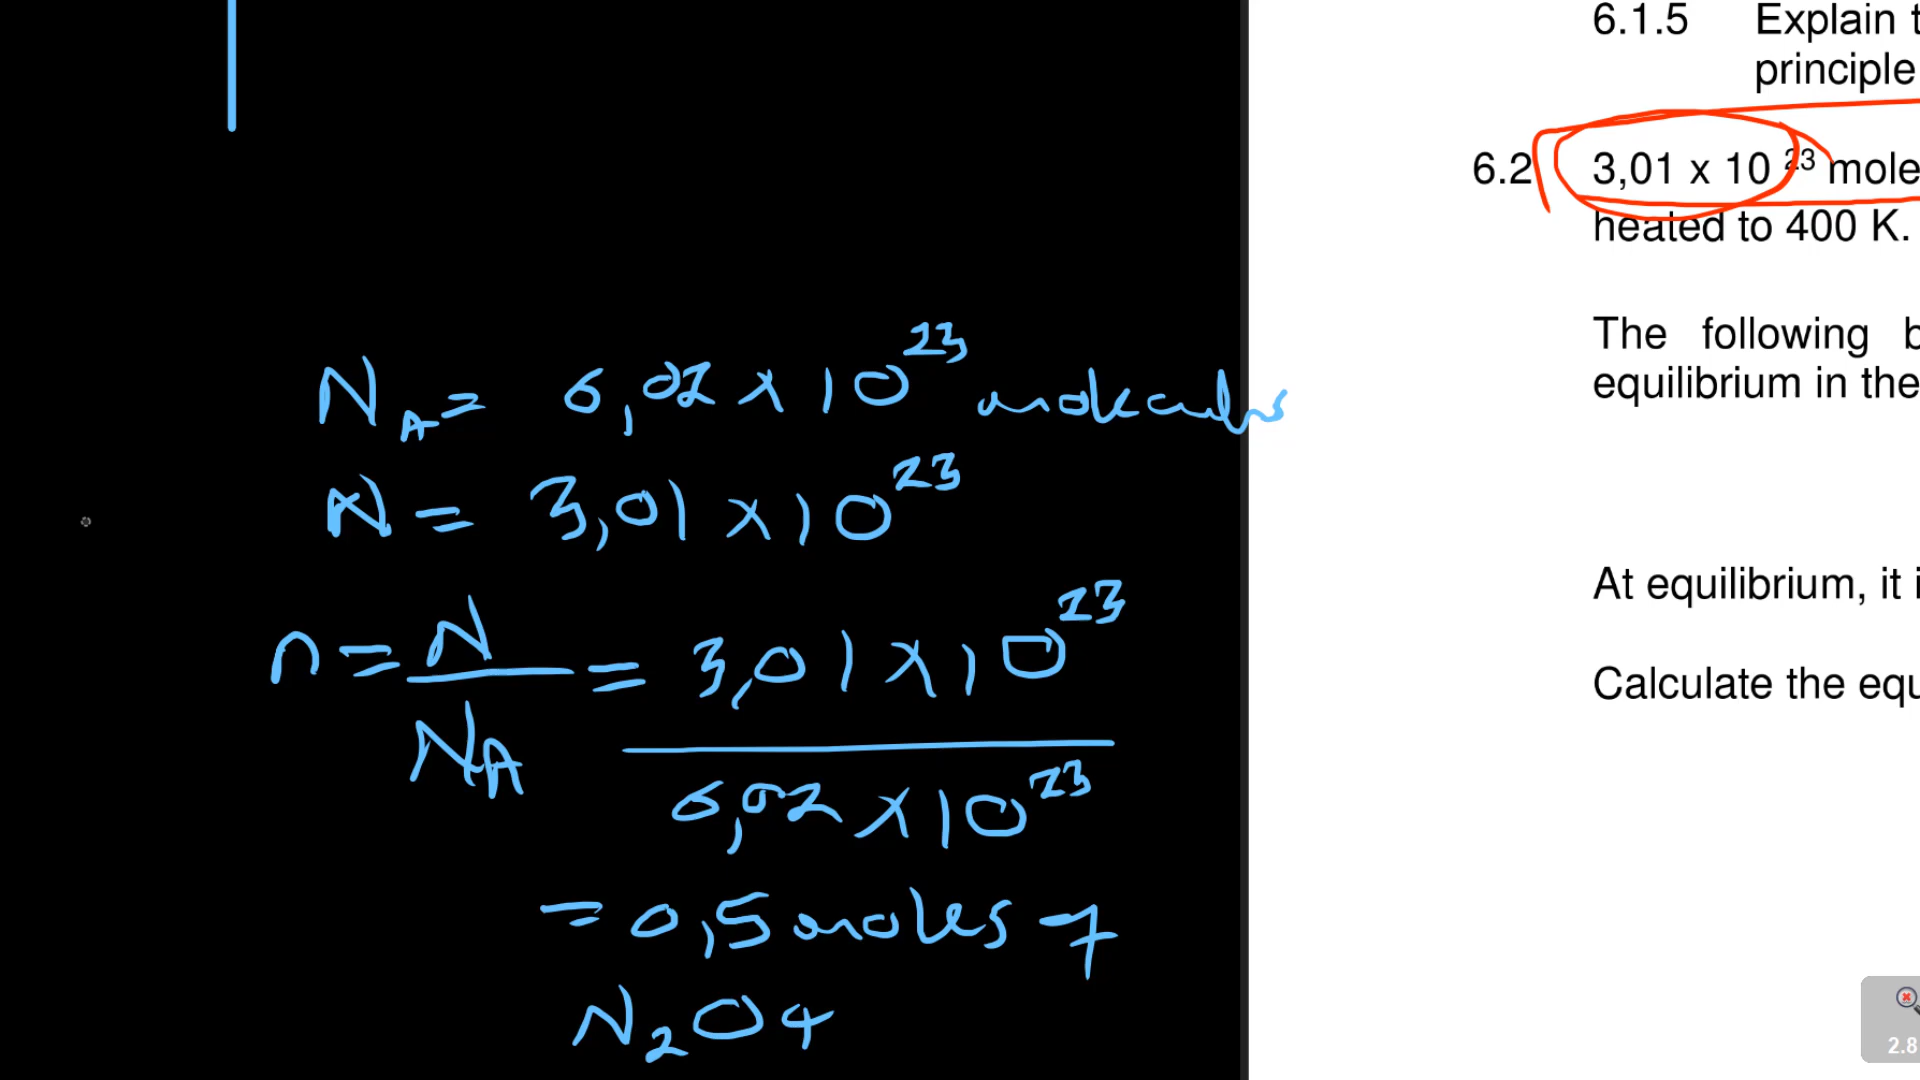 N_A = 6,02 x 10^23 molecules
N = 3,01 x 10^23
n = N/N_A = 3,01 x 10^23 / 6,02 x 10^23
= 0,5 moles of
N2O4
6.1.5 Explain
principle
6.2 3,01 x 10 ^23
heated to 400 K.
The following
equilibrium in the
At equilibrium, it
Calculate the
2.8